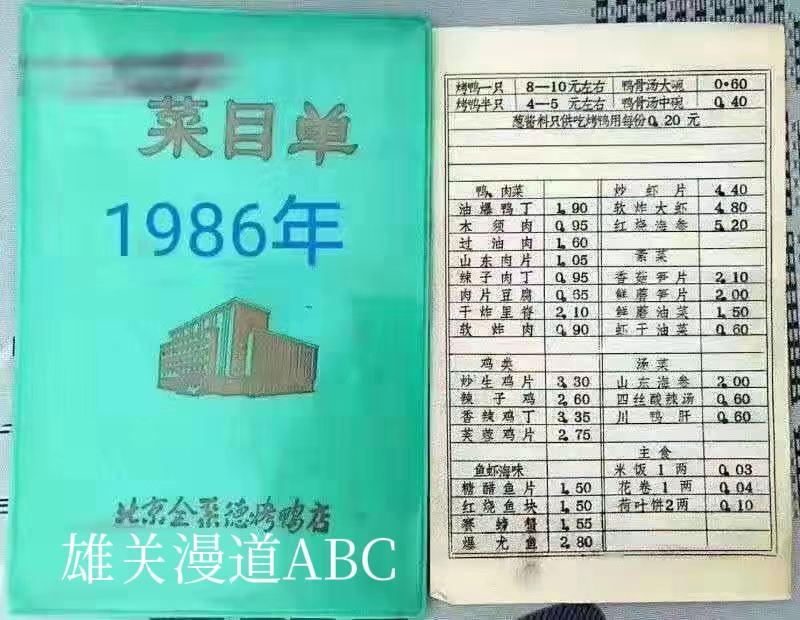 菜目单
1986年
北京全聚德烤鸭店
雄关漫道ABC
烤鸭一只 8—10元左右 鸭骨汤大碗 0.60
烤鸭半只 4—5 元左右 鸭骨汤中碗 0.40
葱酱料只供吃烤鸭用每份0.20 元
鸭、肉菜
油爆鸭丁 1.90
木须肉 0.95
过油肉 1.60
山东肉片 1.05
辣子肉丁 0.95
肉片豆腐 0.65
干炸里脊 2.10
软炸肉 0.90
鸡类
炒生鸡片 3.30
辣子鸡 2.60
香辣鸡丁 3.35
芙蓉鸡片 2.75
鱼虾海味
糖醋鱼片 1.50
红烧鱼块 1.50
赛螃蟹 1.55
爆尤鱼 2.80
炒虾片 4.40
软炸大虾 4.80
红烧海参 5.20
素菜
香菇笋片 2.10
鲜蘑笋片 2.00
鲜蘑油菜 1.50
虾干油菜 0.60
汤菜
山东海参 2.00
四丝酸辣汤 0.60
川鸭肝 0.60
主食
米饭1两 0.03
花卷1两 0.04
荷叶饼2两 0.10